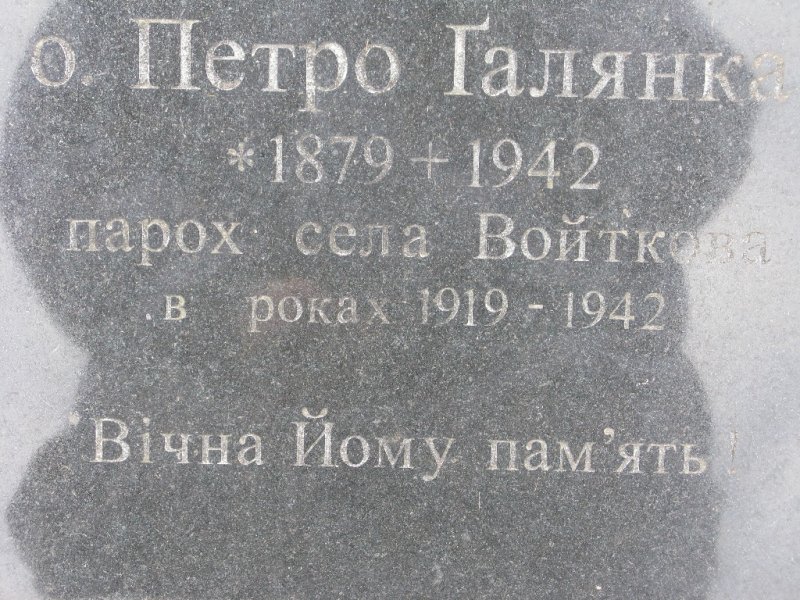 о. Петро Ґалянка
*1879 + 1942
парох села Войткова
в роках 1919 - 1942
Вічна Йому пам'ять!